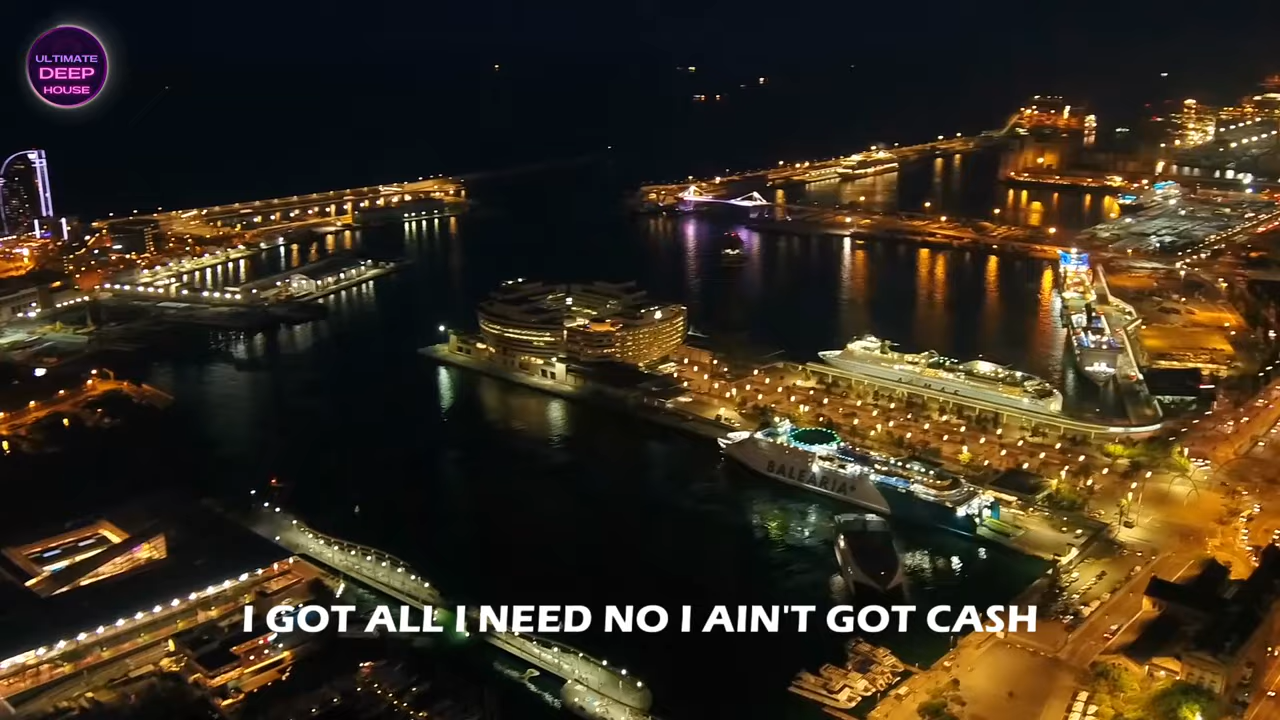 ULTIMATE
DEEP
HOUSE
BALEARIA
I GOT ALL I NEED NO I AIN'T GOT CASH